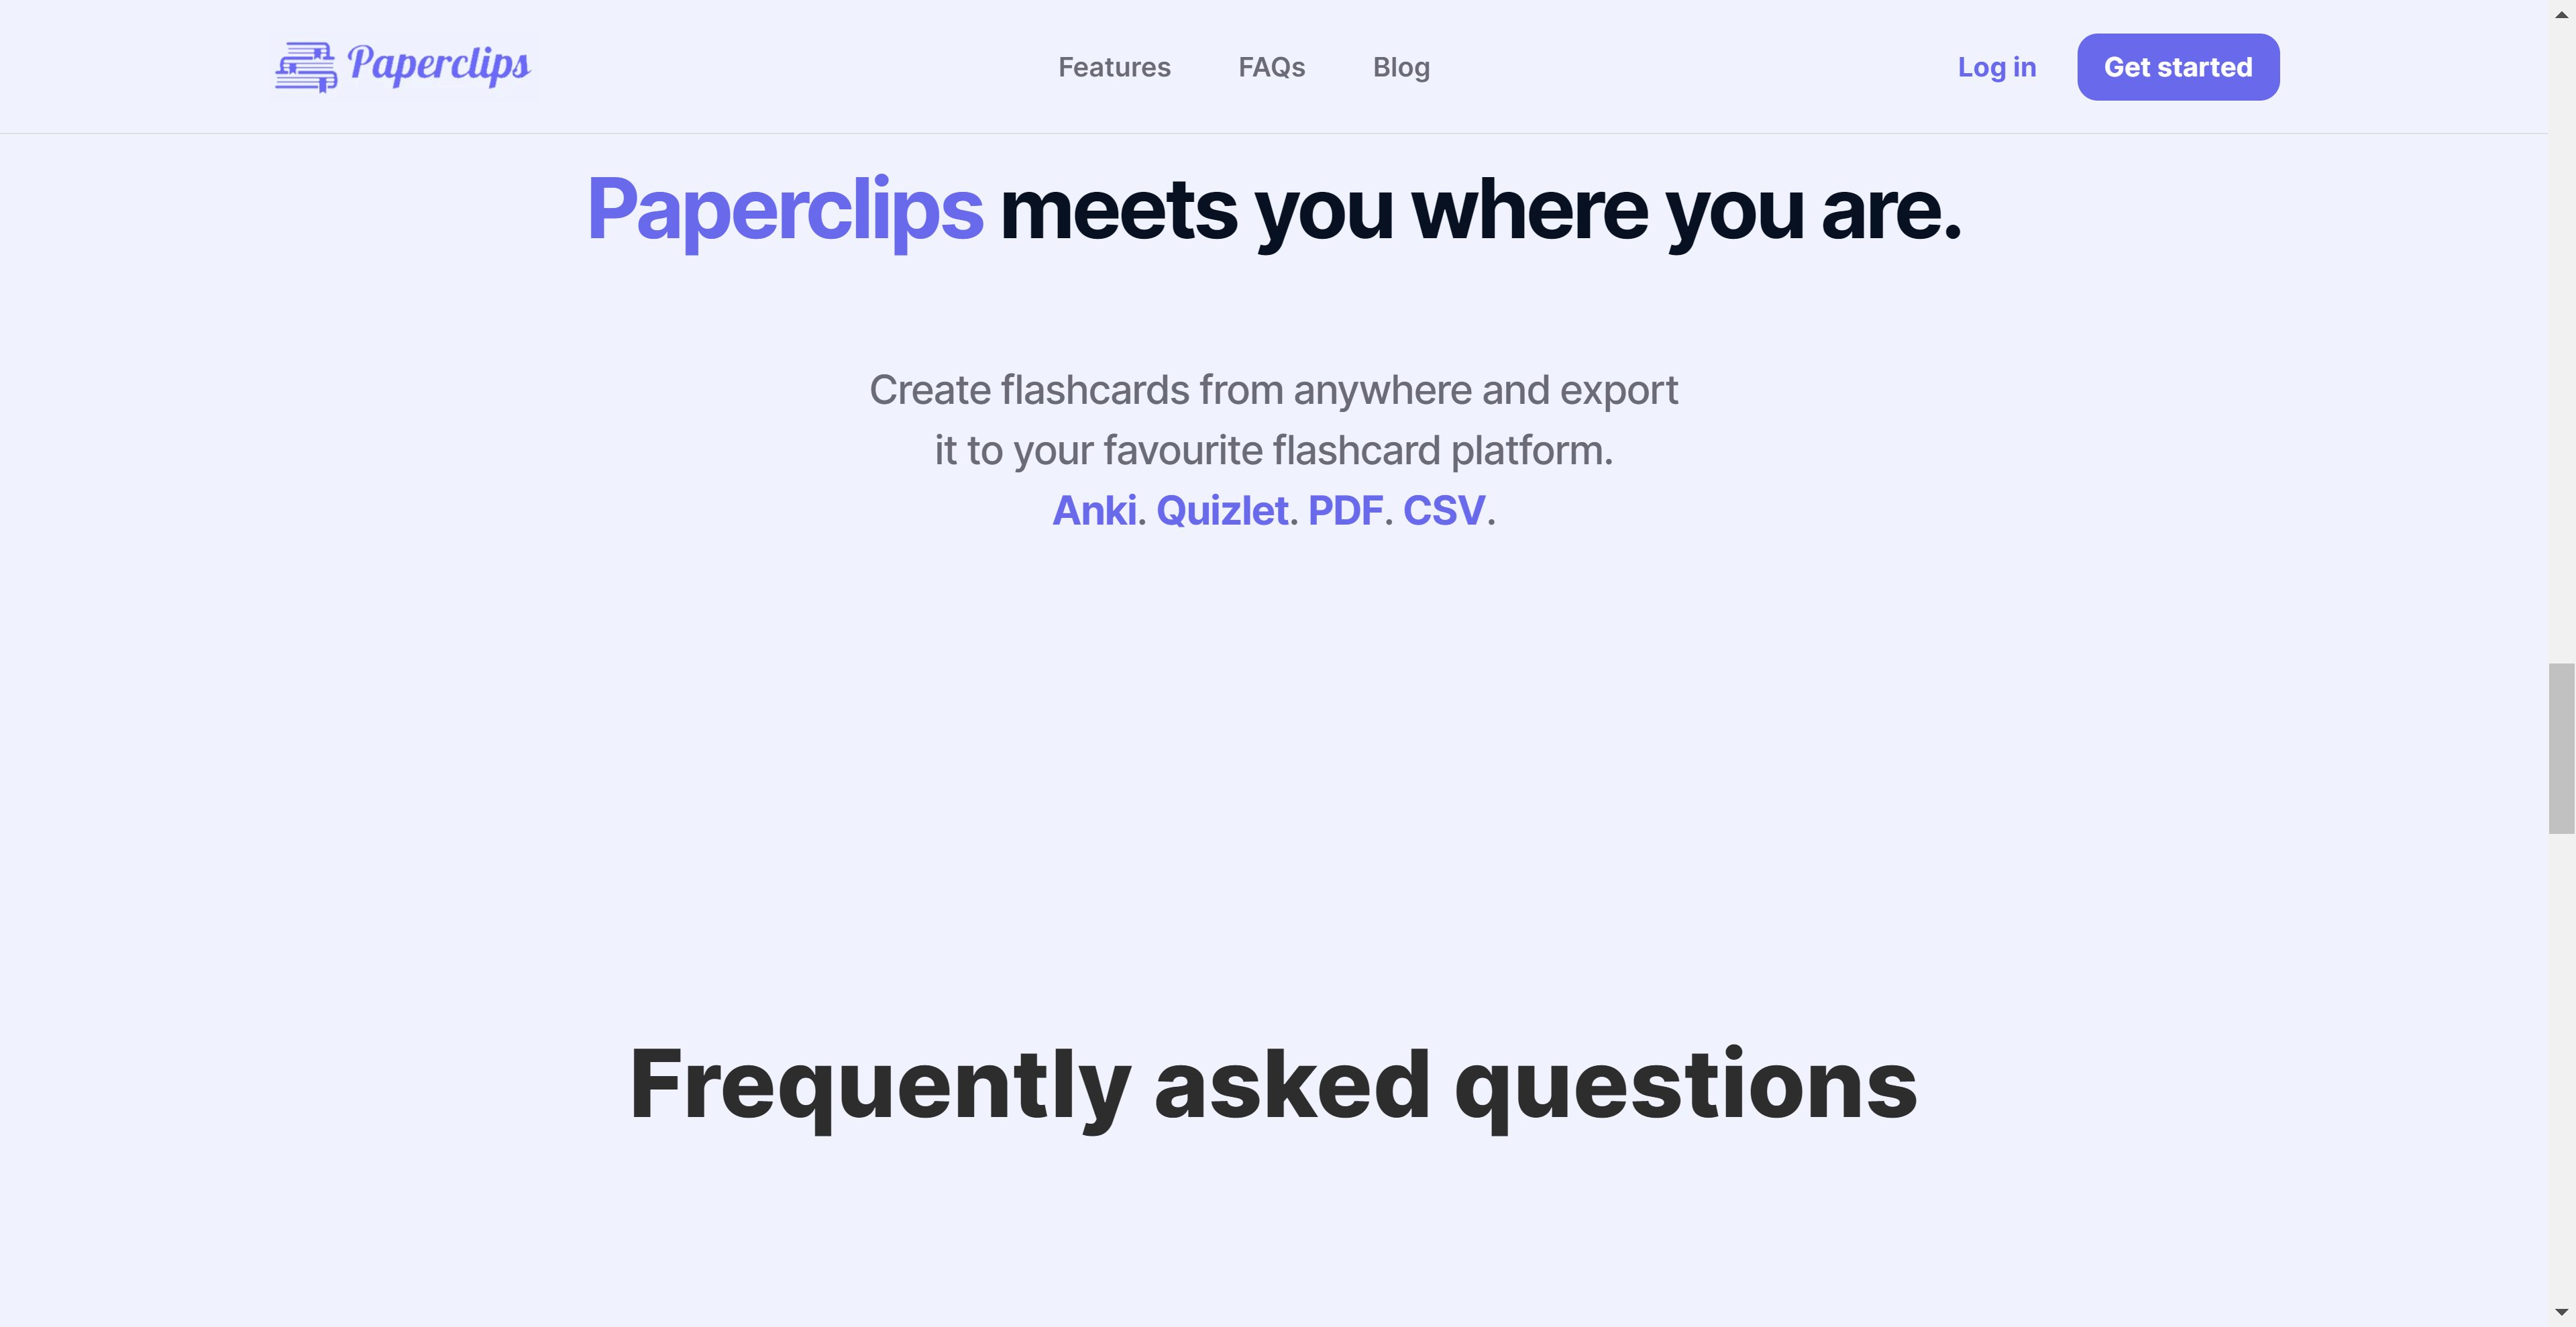 Paperclips
Features
FAQs
Blog
Log in
Get started
Paperclips meets you where you are.
Create flashcards from anywhere and export
it to your favourite flashcard platform.
Anki. Quizlet. PDF. CSV.
Frequently asked questions